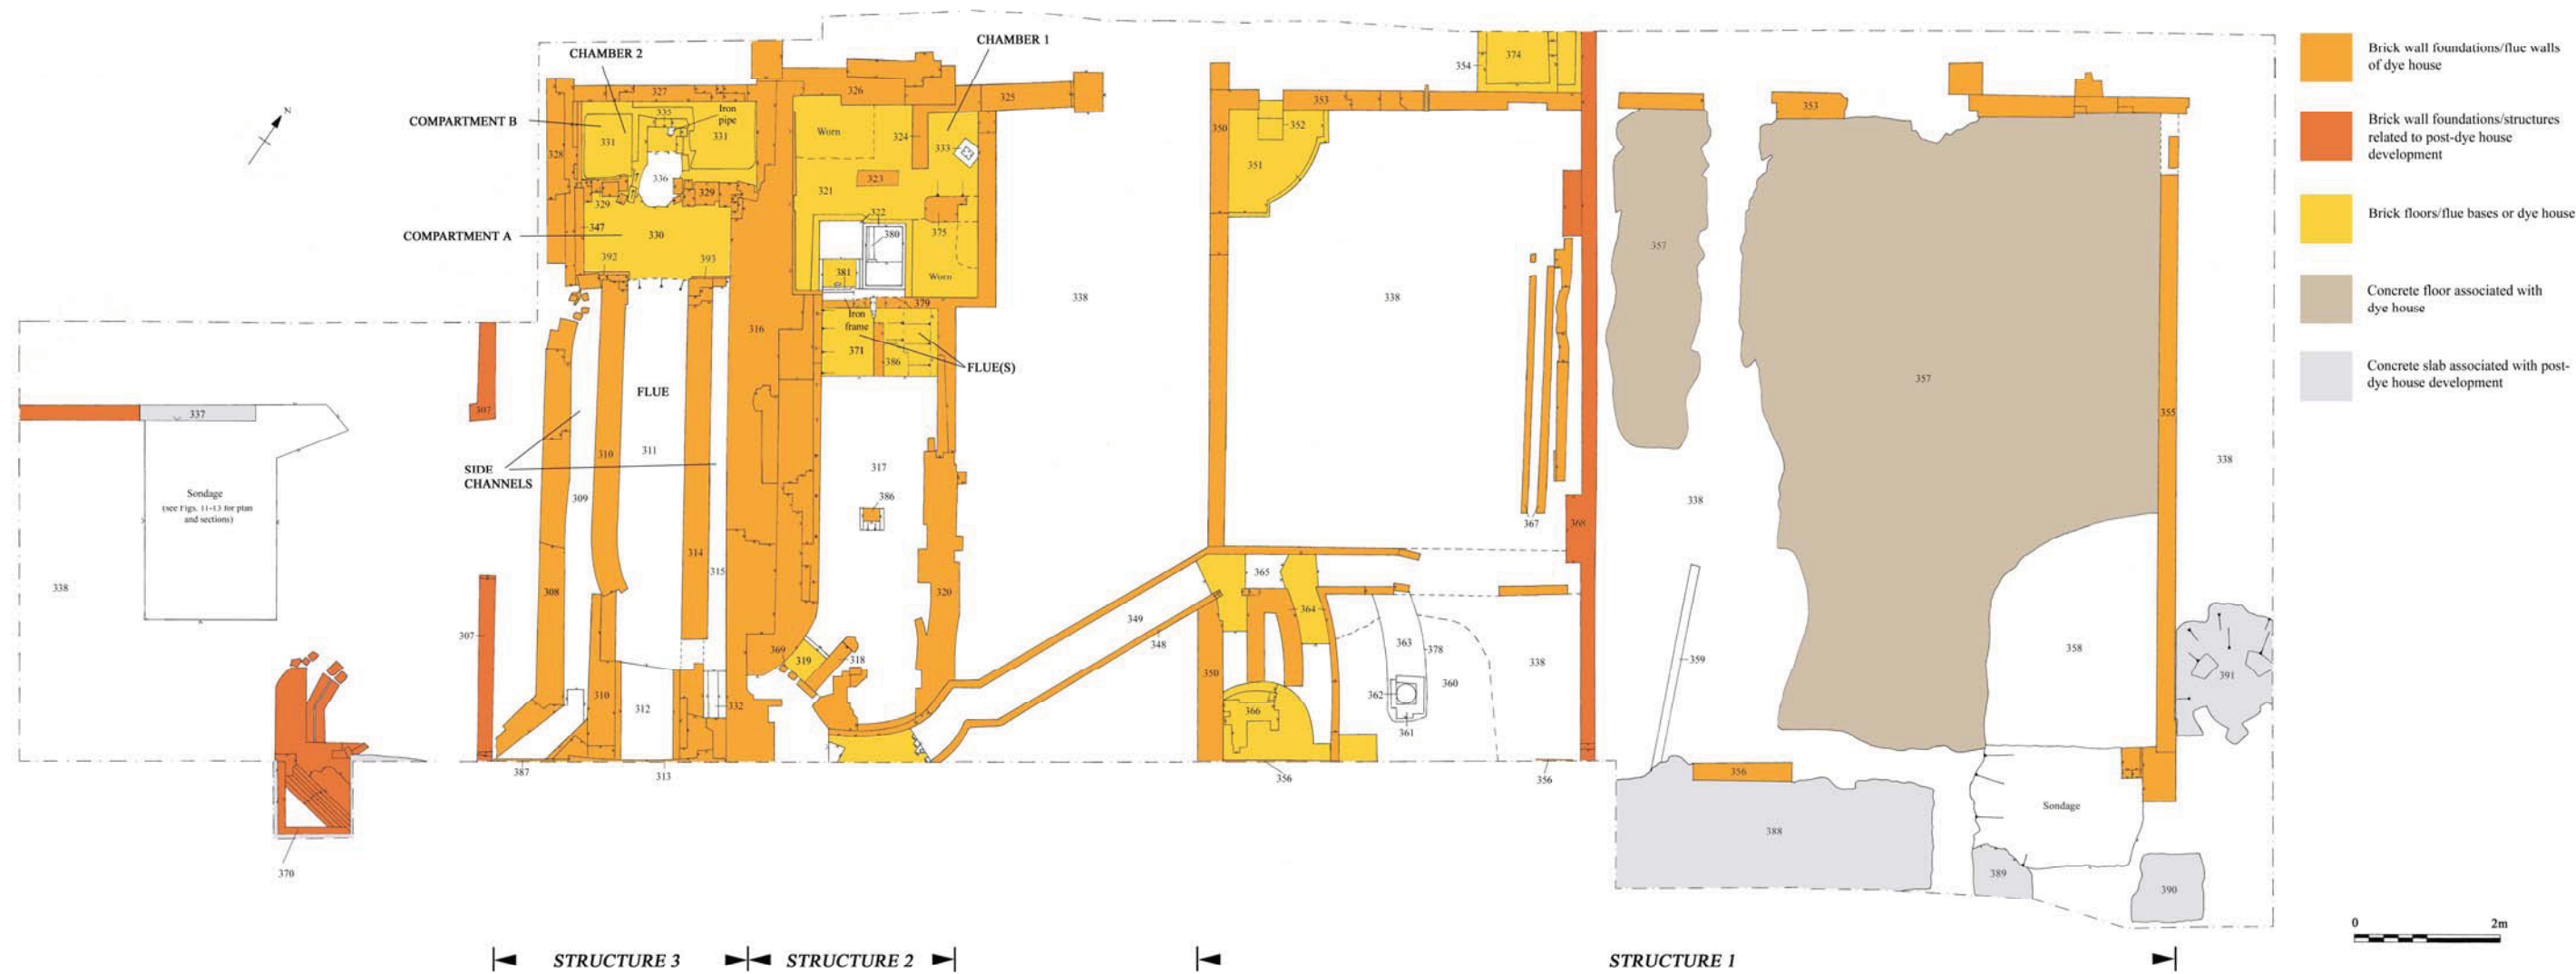 CHAMBER 1
CHAMBER 2
COMPARTMENT B
COMPARTMENT A
N
Iron
pipe
327
335
331
331
328
336
329
329
347
330
392
393
326
325
Worn
324
333
323
321
322
380
375
381
Worn
379
Iron
frame
371
386
FLUE(S)
316
338
354
374
353
350
352
351
338
353
357
357
355
338
307
337
Sondage
(see Figs. 11-13 for plan
and sections)
338
SIDE
CHANNELS
FLUE
310
311
309
314
315
308
307
317
386
320
367
368
338
365
364
349
348
369
319
318
363
378
338
359
358
391
310
312
332
350
362
360
366
361
387
313
356
356
356
388
Sondage
389
390
370
STRUCTURE 3
STRUCTURE 2
STRUCTURE 1
Brick wall foundations/flue walls
of dye house
Brick wall foundations/structures
related to post-dye house
development
Brick floors/flue bases or dye house
Concrete floor associated with
dye house
Concrete slab associated with post-
dye house development
0 2m